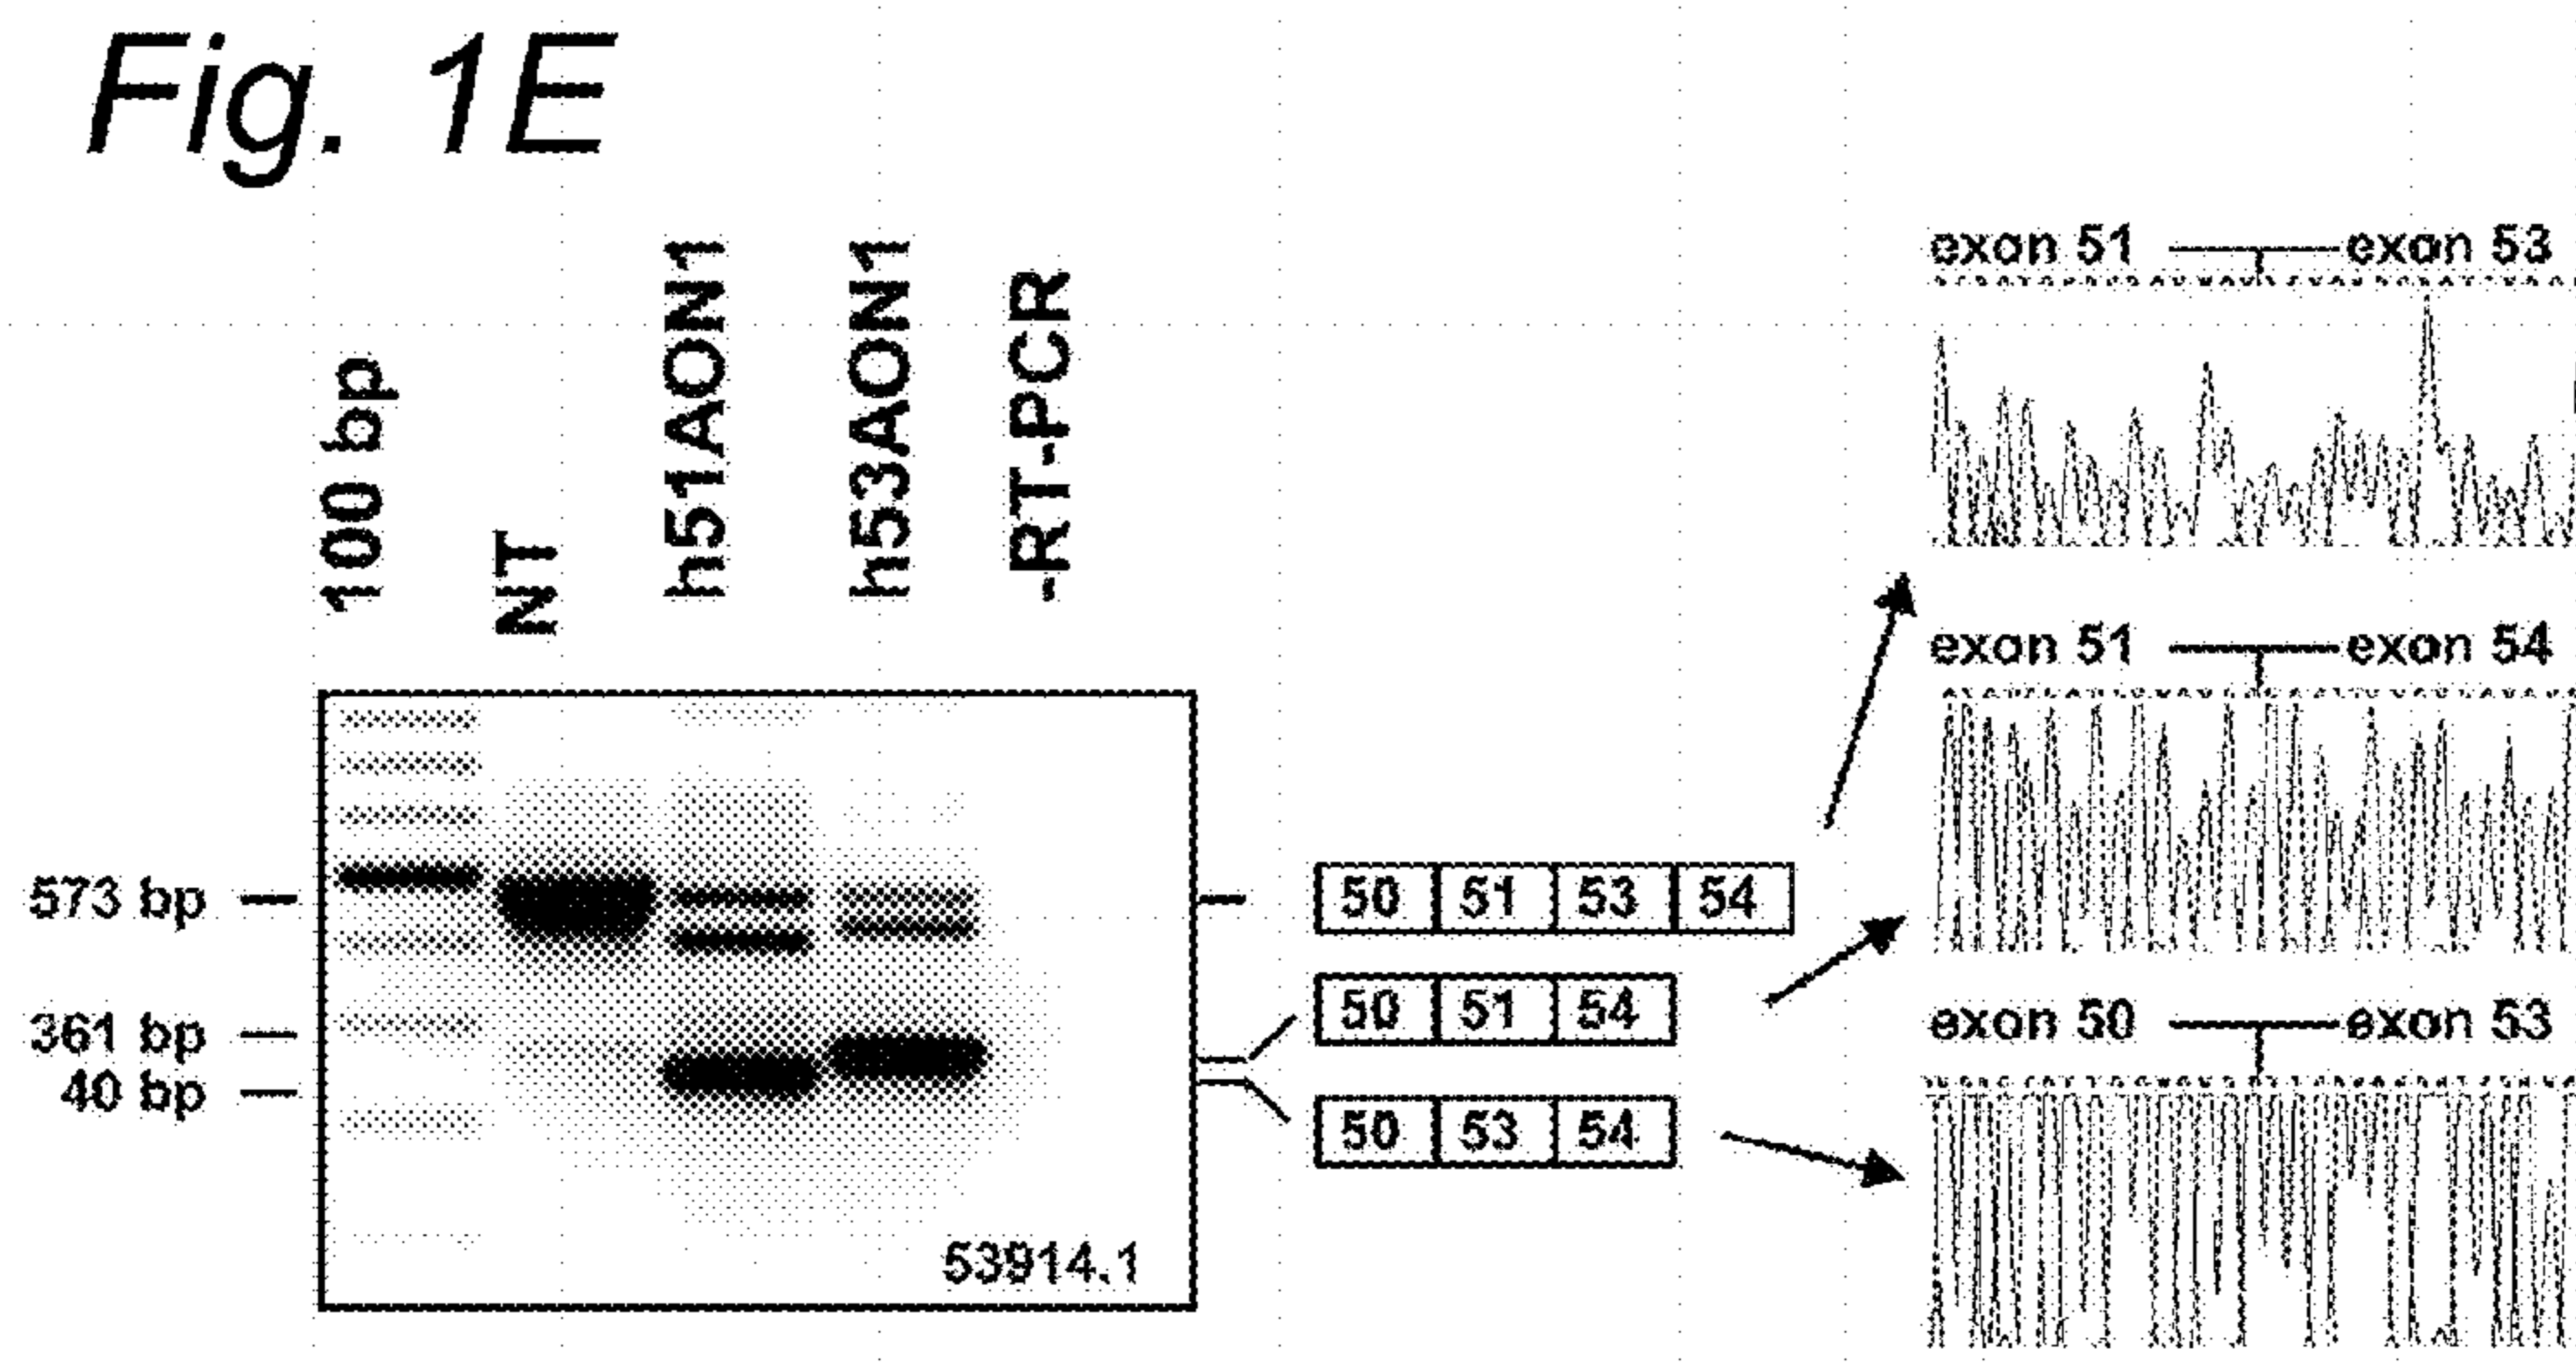 Fig. 1E
100 bp
NT
h51AON1
h53AON1
-RT-PCR
573 bp
361 bp
40 bp
53914.1
50 51 53 54
50 51 54
50 53 54
exon 51 exon 53
exon 51 exon 54
exon 50 exon 53